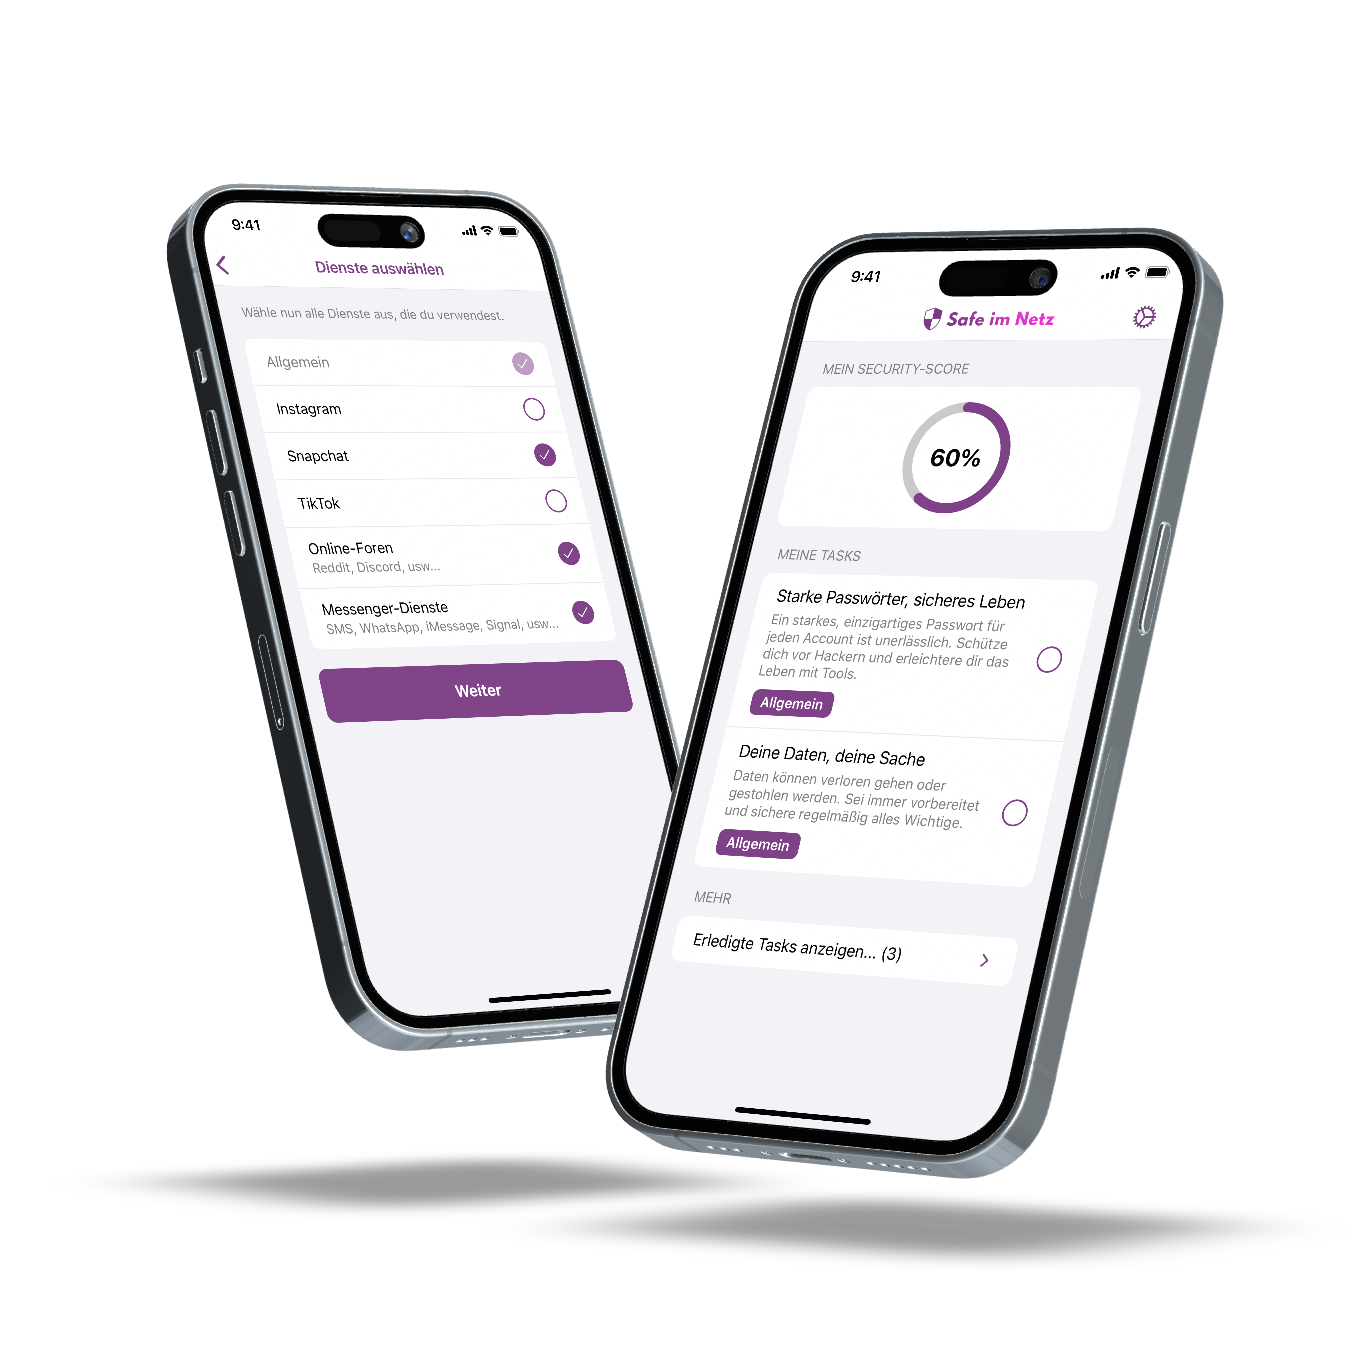 9:41
Dienste auswählen
Wähle nun alle Dienste aus, die du verwendest.
Allgemein
Instagram
Snapchat
TikTok
Online-Foren
Reddit, Discord, usw...
Messenger-Dienste
SMS, WhatsApp, iMessage, Signal, usw...
Weiter
9:41
Safe im Netz
MEIN SECURITY-SCORE
60%
MEINE TASKS
Starke Passwörter, sicheres Leben
Ein starkes, einzigartiges Passwort für
jeden Account ist unerlässlich. Schütze
dich vor Hackern und erleichtere dir das
Leben mit Tools.
Allgemein
Deine Daten, deine Sache
Daten können verloren gehen oder
gestohlen werden. Sei immer vorbereitet
und sichere regelmäßig alles Wichtige.
Allgemein
MEHR
Erledigte Tasks anzeigen... (3)